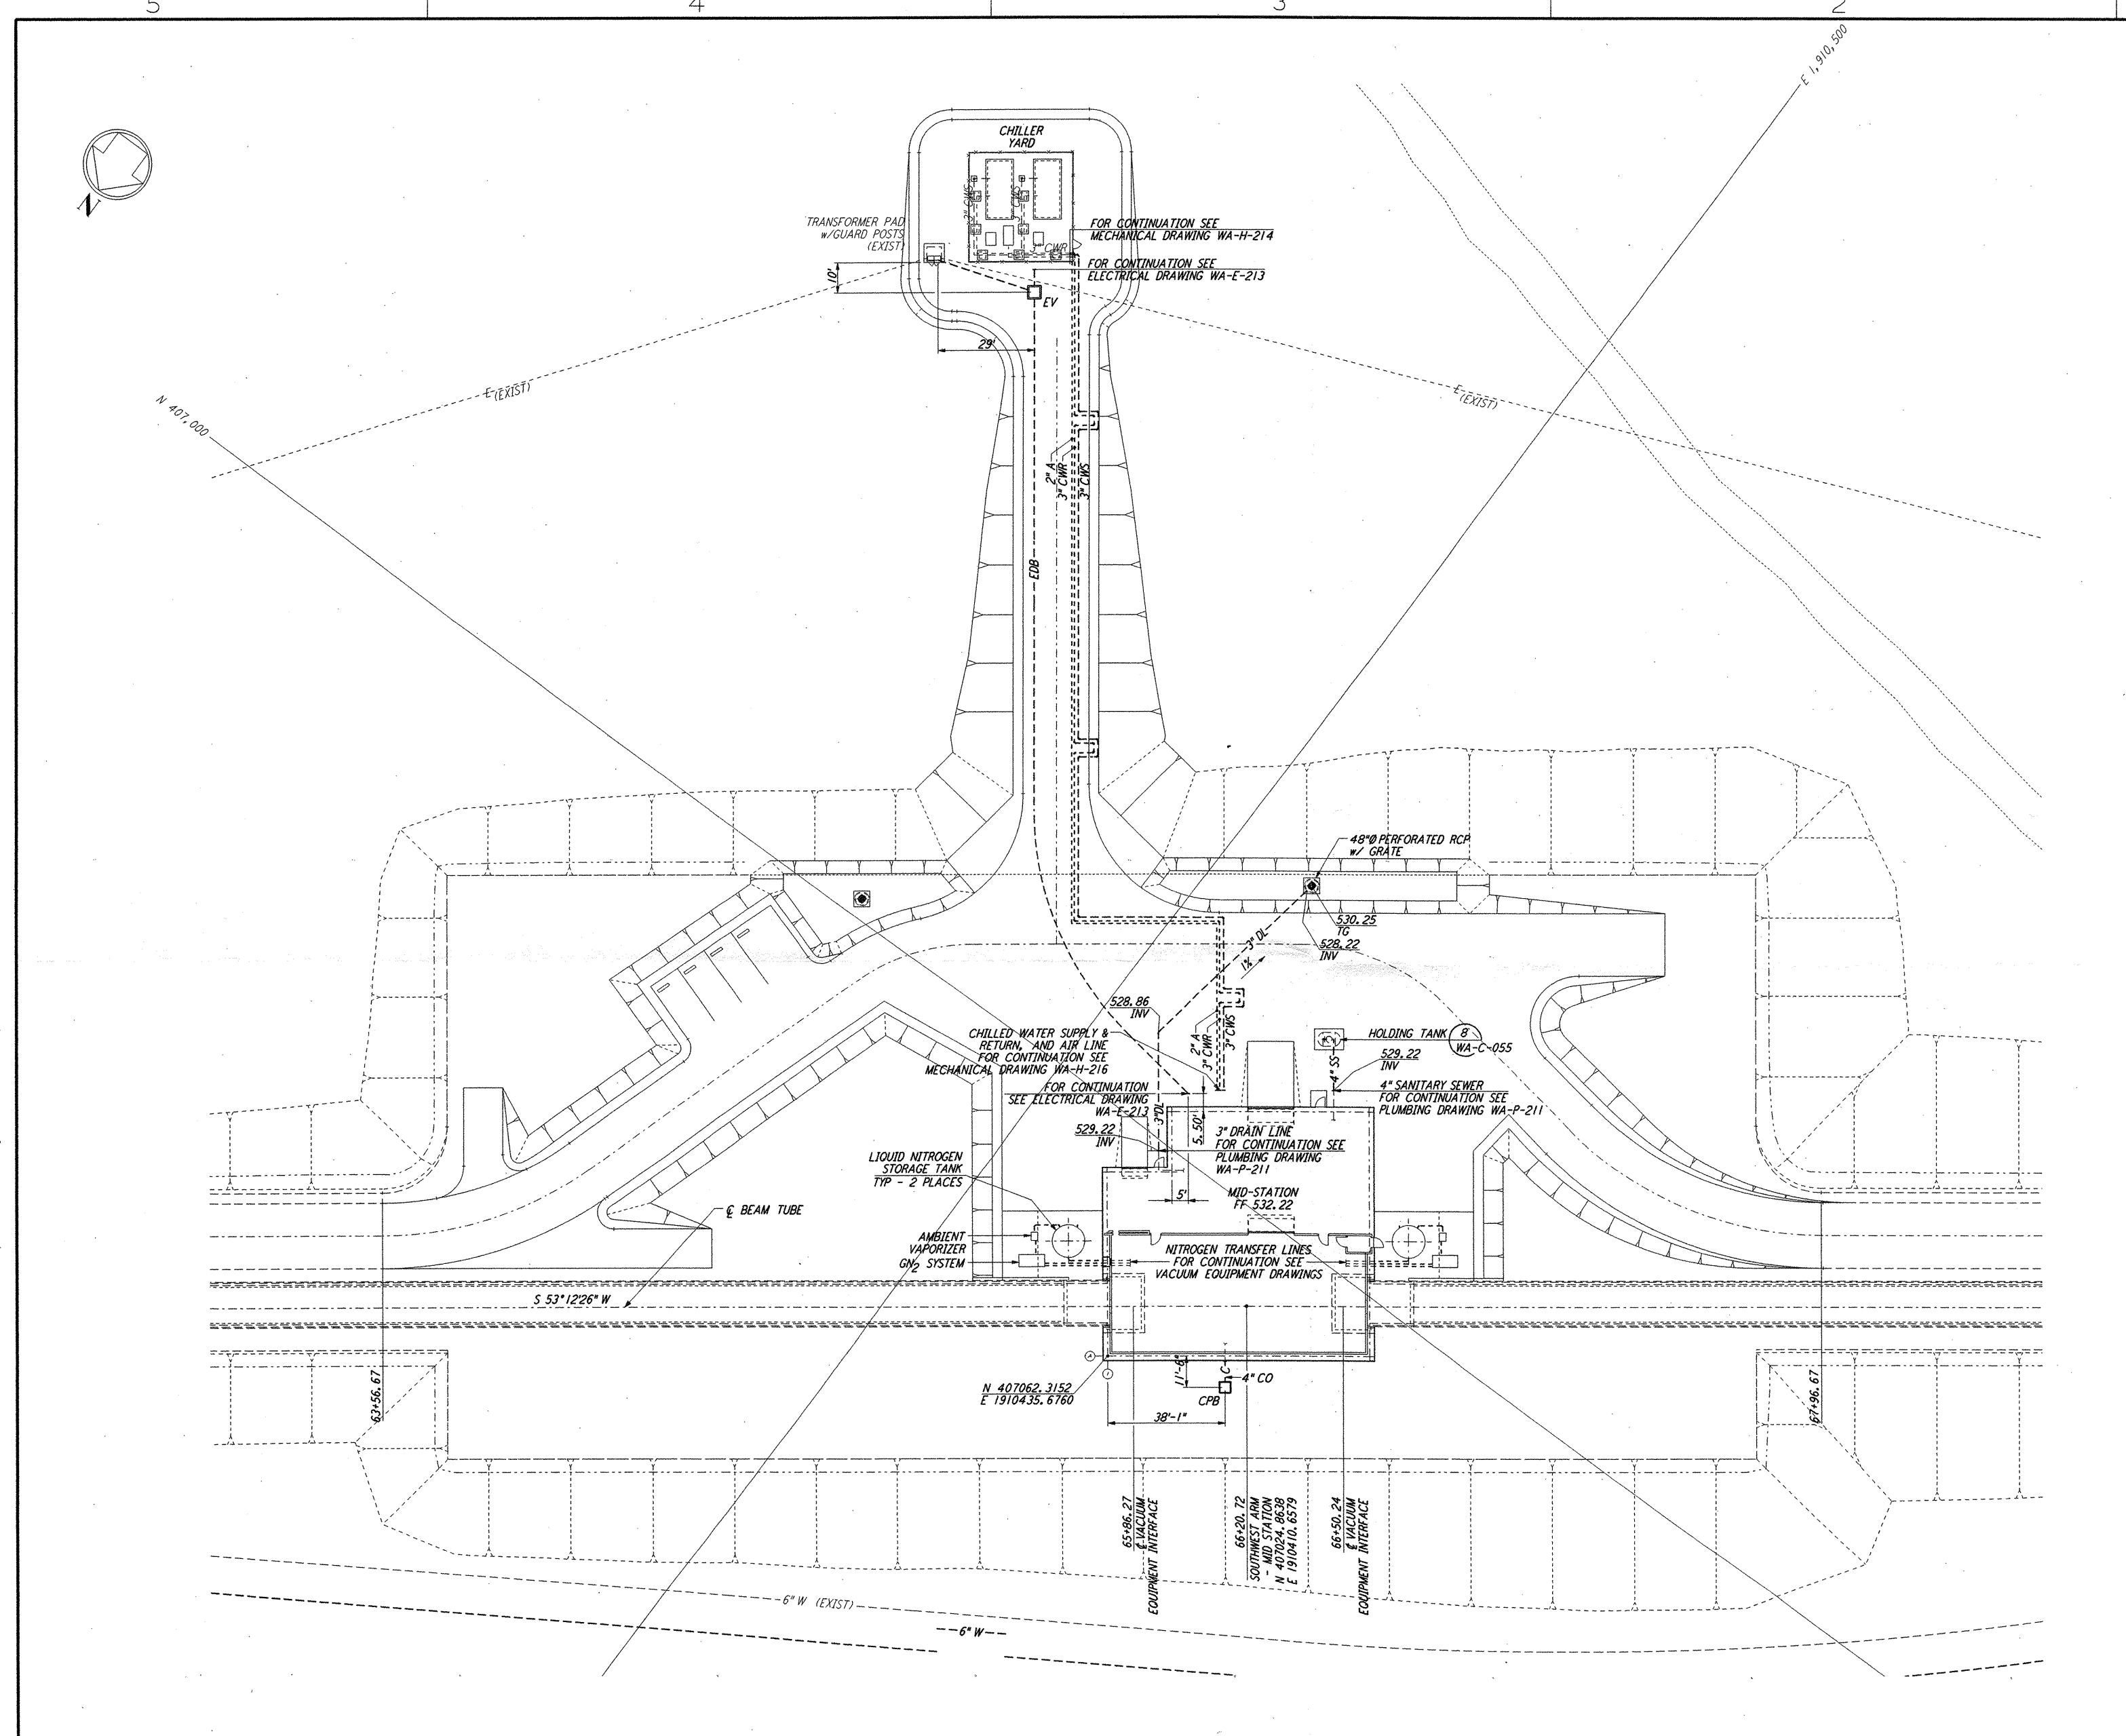 5
4
3
2
E 1,910,500
N
CHILLER
YARD
3" CWS
3" CWS
3" CWR
TRANSFORMER PAD
w/GUARD POSTS
(EXIST)
FOR CONTINUATION SEE
MECHANICAL DRAWING WA-H-214
FOR CONTINUATION SEE
ELECTRICAL DRAWING WA-E-213
10'
EV
29'
E (EXIST)
E
(EXIST)
N 407,000
2" A
3" CWR
3" CWS
EDB
48"Ø PERFORATED RCP
w/ GRATE
530.25
TG
528.22
INV
3" DL
1%
528.86
INV
CHILLED WATER SUPPLY &
RETURN, AND AIR LINE
FOR CONTINUATION SEE
MECHANICAL DRAWING WA-H-216
2" A
3" CWR
3" CWS
HOLDING TANK
8
WA-C-055
529.22
INV
4" SS
4" SANITARY SEWER
FOR CONTINUATION SEE
PLUMBING DRAWING WA-P-211
FOR CONTINUATION
SEE ELECTRICAL DRAWING
WA-E-213
3" DL
529.22
INV
5.50'
3" DRAIN LINE
FOR CONTINUATION SEE
PLUMBING DRAWING
WA-P-211
LIQUID NITROGEN
STORAGE TANK
TYP - 2 PLACES
5'
MID-STATION
FF 532.22
℄ BEAM TUBE
AMBIENT
VAPORIZER
GN2 SYSTEM
NITROGEN TRANSFER LINES
FOR CONTINUATION SEE
VACUUM EQUIPMENT DRAWINGS
S 53°12'26" W
63+56.67
67+96.67
A
1
N 407062.3152
E 1910435.6760
11'-6"
C
4" CO
CPB
38'-1"
65+86.27
℄ VACUUM
EQUIPMENT INTERFACE
66+20.72
SOUTHWEST ARM
- MID STATION
N 407024.8638
E 1910410.6579
66+50.24
℄ VACUUM
EQUIPMENT INTERFACE
6" W (EXIST)
6" W